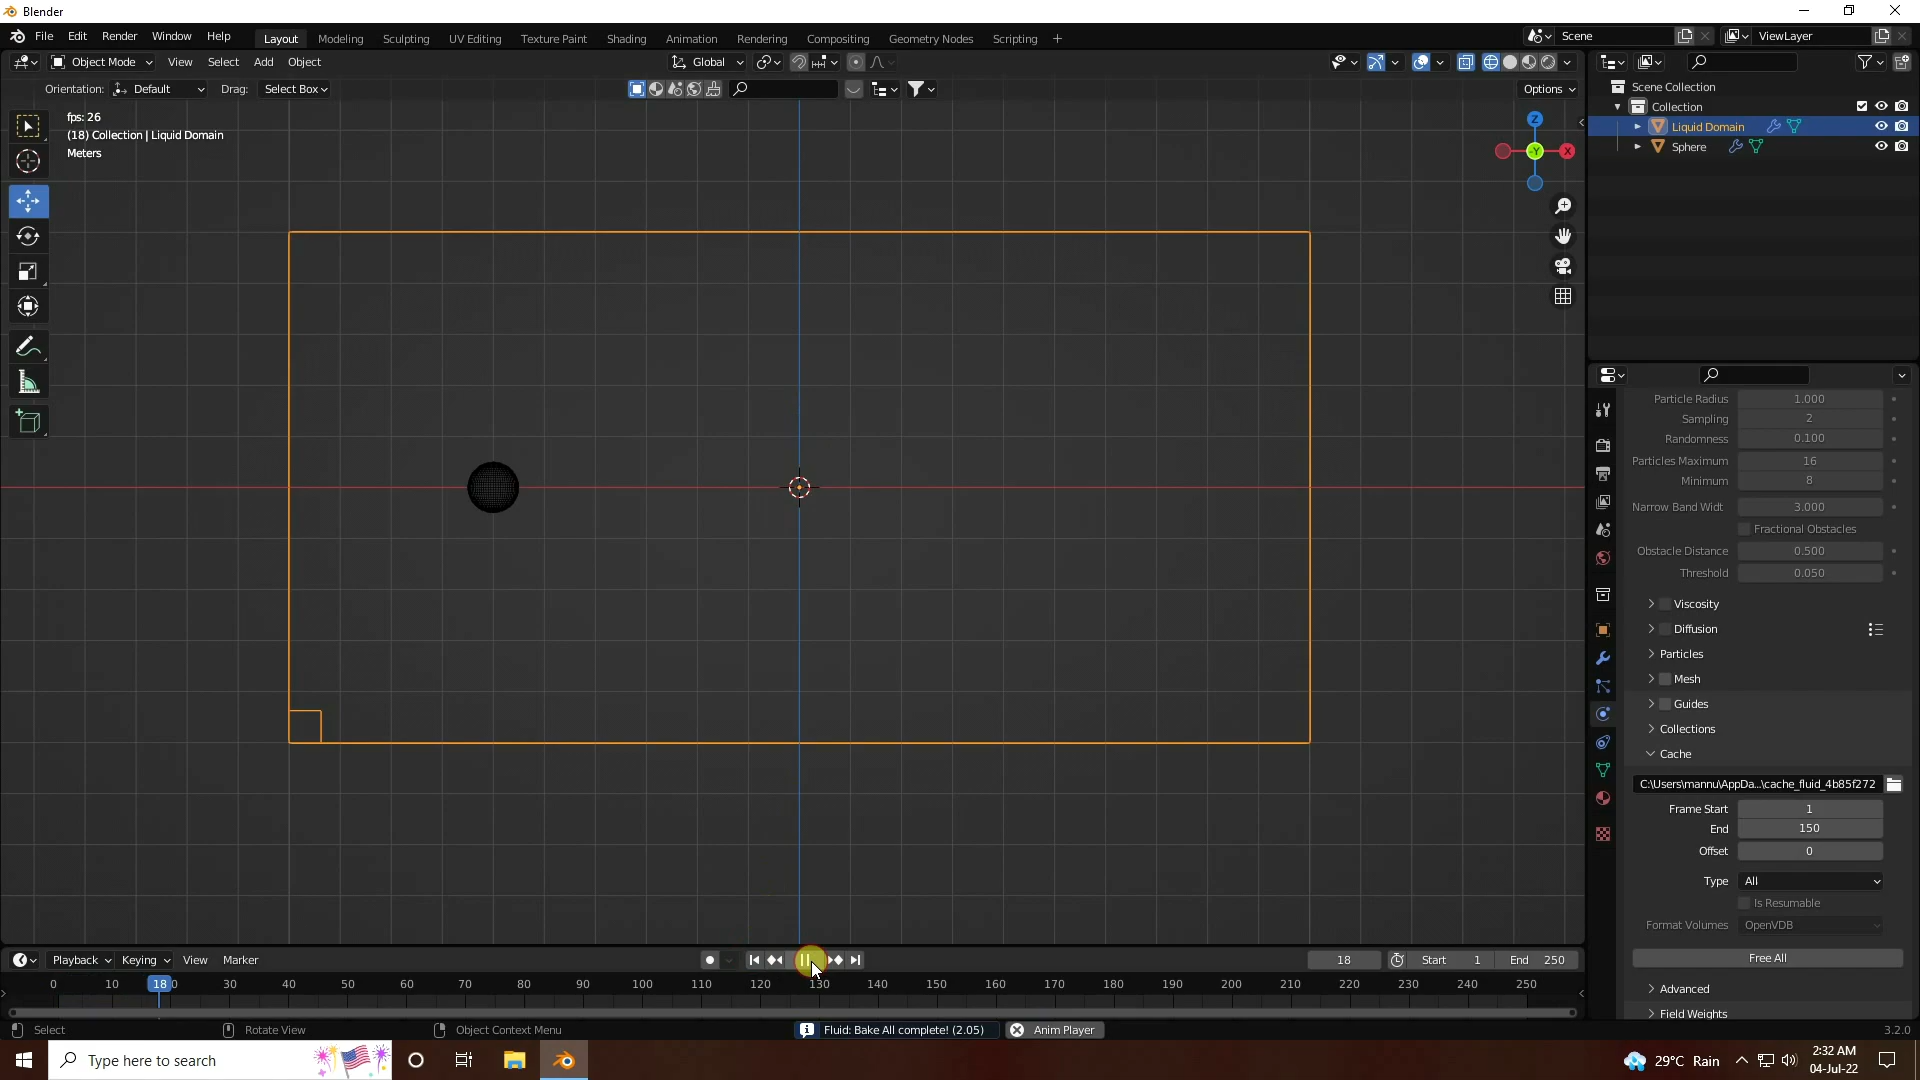 Blender
File Edit Render Window Help Layout Modeling Sculpting UV Editing Texture Paint Shading Animation Rendering Compositing Geometry Nodes Scripting + Scene ViewLayer
Object Mode View Select Add Object Global
Orientation: Default Drag: Select Box Options
fps: 26
(18) Collection | Liquid Domain
Meters
Z
-Y
X
Scene Collection
Collection
Liquid Domain
Sphere
Particle Radius 1.000
Sampling 2
Randomness 0.100
Particles Maximum 16
Minimum 8
Narrow Band Widt 3.000
Fractional Obstacles
Obstacle Distance 0.500
Threshold 0.050
Viscosity
Diffusion
Particles
Mesh
Guides
Collections
Cache
C:\Users\mannu\AppDa...\cache_fluid_4b85f272
Frame Start 1
End 150
Offset 0
Type All
Is Resumable
Format Volumes OpenVDB
Free All
Advanced
Field Weights
Playback Keying View Marker 18 Start 1 End 250
0 10 18 0 30 40 50 60 70 80 90 100 110 120 130 140 150 160 170 180 190 200 210 220 230 240 250
Select Rotate View Object Context Menu Fluid: Bake All complete! (2.05) Anim Player 3.2.0
Type here to search
29°C Rain
2:32 AM
04-Jul-22